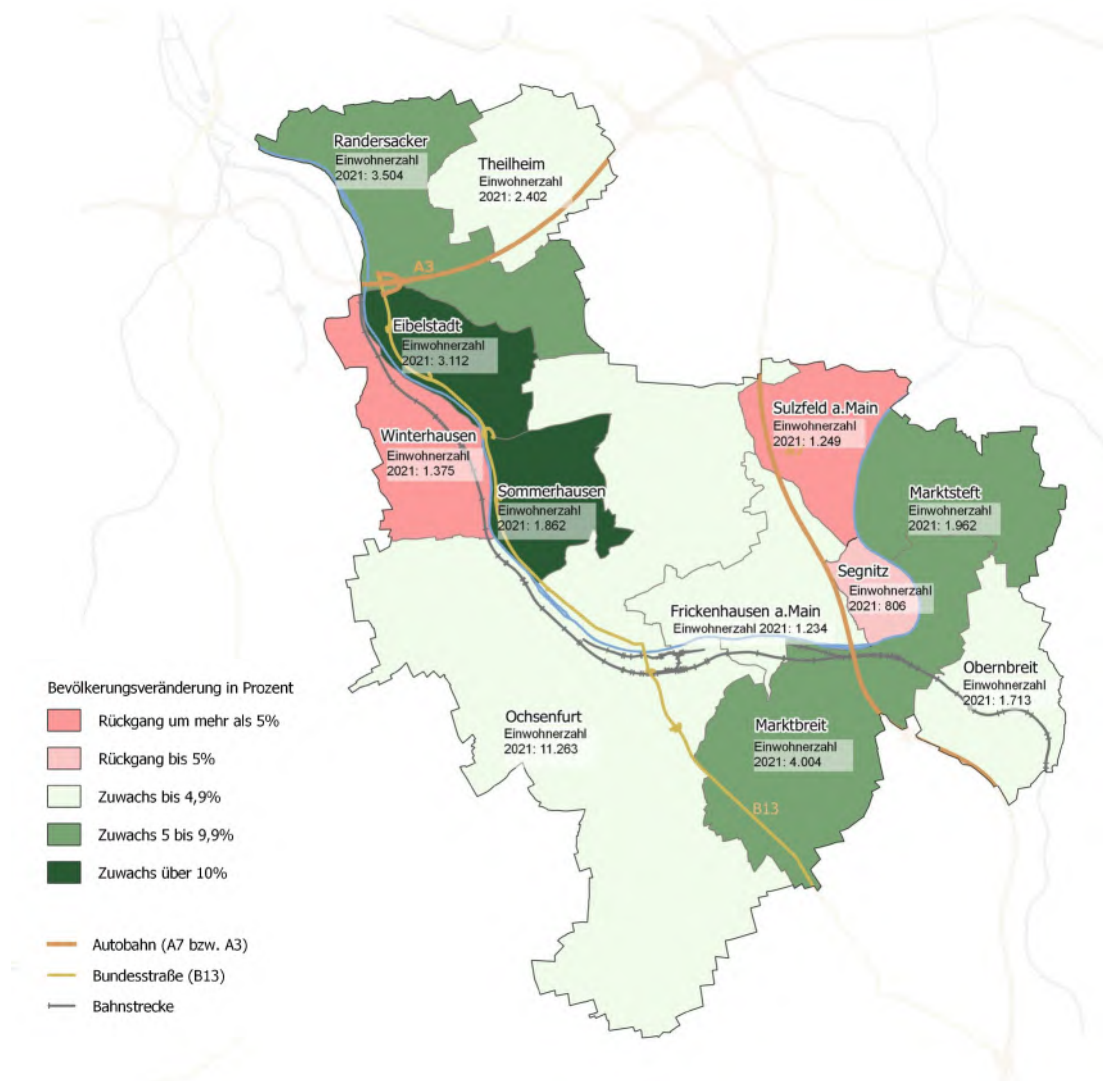 Randersacker
Einwohnerzahl
2021: 3.504
Theilheim
Einwohnerzahl
2021: 2.402
A3
Eibelstadt
Einwohnerzahl
2021: 3.112
Winterhausen
Einwohnerzahl
2021: 1.375
Sommerhausen
Einwohnerzahl
2021: 1.862
Sulzfeld a.Main
Einwohnerzahl
2021: 1.249
Marktsteft
Einwohnerzahl
2021: 1.962
Segnitz
Einwohnerzahl
2021: 806
Frickenhausen a.Main
Einwohnerzahl 2021: 1.234
Obernbreit
Einwohnerzahl
2021: 1.713
Ochsenfurt
Einwohnerzahl
2021: 11.263
Marktbreit
Einwohnerzahl
2021: 4.004
B13
Bevölkerungsveränderung in Prozent
Rückgang um mehr als 5%
Rückgang bis 5%
Zuwachs bis 4,9%
Zuwachs 5 bis 9,9%
Zuwachs über 10%
Autobahn (A7 bzw. A3)
Bundesstraße (B13)
Bahnstrecke